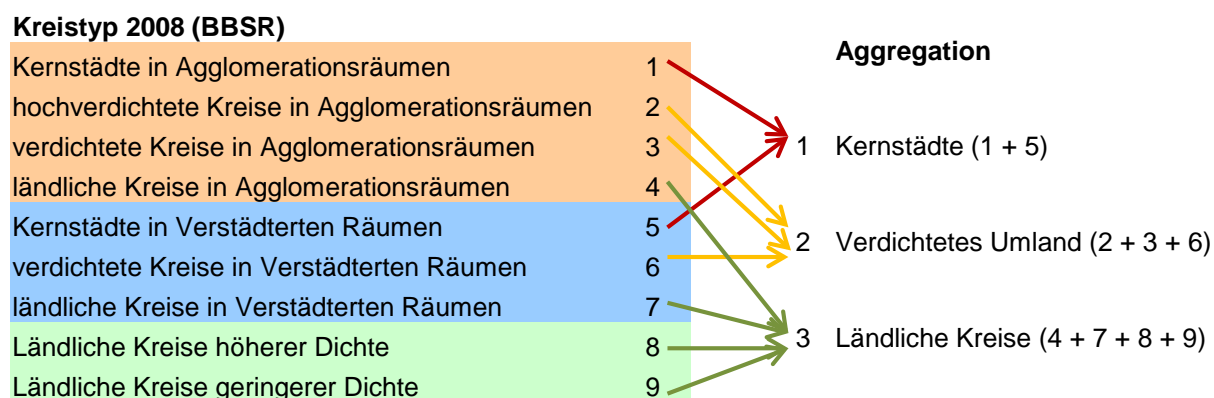 Kreistyp 2008 (BBSR)
Kernstädte in Agglomerationsräumen 1
hochverdichtete Kreise in Agglomerationsräumen 2
verdichtete Kreise in Agglomerationsräumen 3
ländliche Kreise in Agglomerationsräumen 4
Kernstädte in Verstädterten Räumen 5
verdichtete Kreise in Verstädterten Räumen 6
ländliche Kreise in Verstädterten Räumen 7
Ländliche Kreise höherer Dichte 8
Ländliche Kreise geringerer Dichte 9
Aggregation
1 Kernstädte (1 + 5)
2 Verdichtetes Umland (2 + 3 + 6)
3 Ländliche Kreise (4 + 7 + 8 + 9)